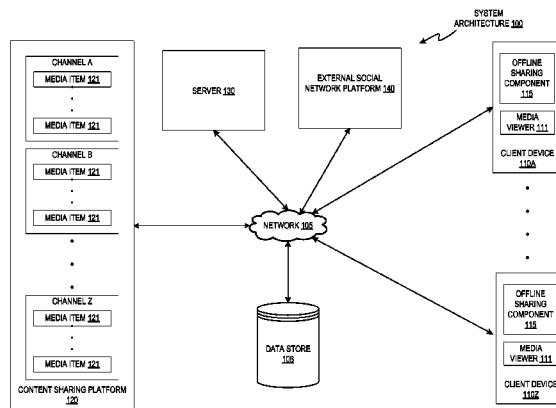 SYSTEM
ARCHITECTURE 100
CHANNEL A
MEDIA ITEM 121
MEDIA ITEM 121
CHANNEL B
MEDIA ITEM 121
MEDIA ITEM 121
CHANNEL Z
MEDIA ITEM 121
MEDIA ITEM 121
CONTENT SHARING PLATFORM
120
SERVER 130
EXTERNAL SOCIAL
NETWORK PLATFORM
140
NETWORK 105
DATA STORE
106
OFFLINE
SHARING
COMPONENT
115
MEDIA
VIEWER 111
CLIENT DEVICE
110A
OFFLINE
SHARING
COMPONENT
115
MEDIA
VIEWER 111
CLIENT DEVICE
110Z